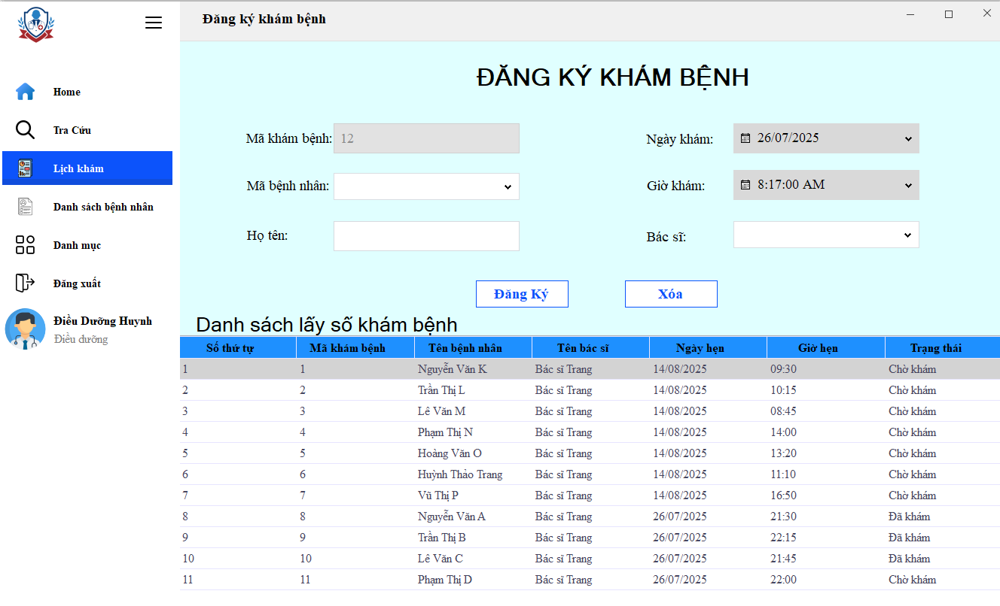 Đăng ký khám bệnh
Home
Tra Cứu
Lịch khám
Danh sách bệnh nhân
Danh mục
Đăng xuất
Điều Dưỡng Huynh
Điều dưỡng
ĐĂNG KÝ KHÁM BỆNH
Mã khám bệnh: 12
Ngày khám: 26/07/2025
Mã bệnh nhân:
Giờ khám: 8:17:00 AM
Họ tên:
Bác sĩ:
Đăng Ký Xóa
Danh sách lấy số khám bệnh
Số thứ tự Mã khám bệnh Tên bệnh nhân Tên bác sĩ Ngày hẹn Giờ hẹn Trạng thái
1 1 Nguyễn Văn K Bác sĩ Trang 14/08/2025 09:30 Chờ khám
2 2 Trần Thị L Bác sĩ Trang 14/08/2025 10:15 Chờ khám
3 3 Lê Văn M Bác sĩ Trang 14/08/2025 08:45 Chờ khám
4 4 Phạm Thị N Bác sĩ Trang 14/08/2025 14:00 Chờ khám
5 5 Hoàng Văn O Bác sĩ Trang 14/08/2025 13:20 Chờ khám
6 6 Huỳnh Thảo Trang Bác sĩ Trang 14/08/2025 11:10 Chờ khám
7 7 Vũ Thị P Bác sĩ Trang 14/08/2025 16:50 Chờ khám
8 8 Nguyễn Văn A Bác sĩ Trang 26/07/2025 21:30 Đã khám
9 9 Trần Thị B Bác sĩ Trang 26/07/2025 22:15 Đã khám
10 10 Lê Văn C Bác sĩ Trang 26/07/2025 21:45 Đã khám
11 11 Phạm Thị D Bác sĩ Trang 26/07/2025 22:00 Chờ khám